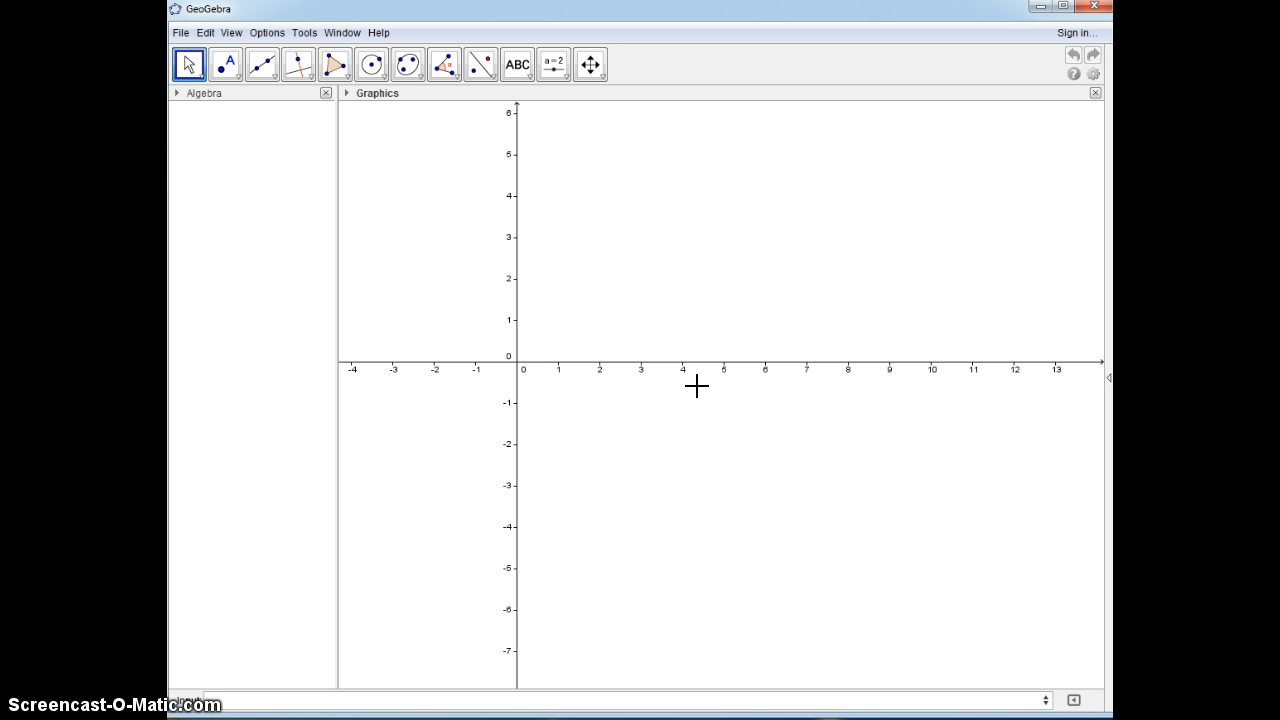 GeoGebra
File Edit View Options Tools Window Help Sign in...
A α ABC a=2
Algebra Graphics
6
5
4
3
2
1
0
-4 -3 -2 -1 0 1 2 3 4 5 6 7 8 9 10 11 12 13
-1
-2
-3
-4
-5
-6
-7
Screencast-O-Matic.com